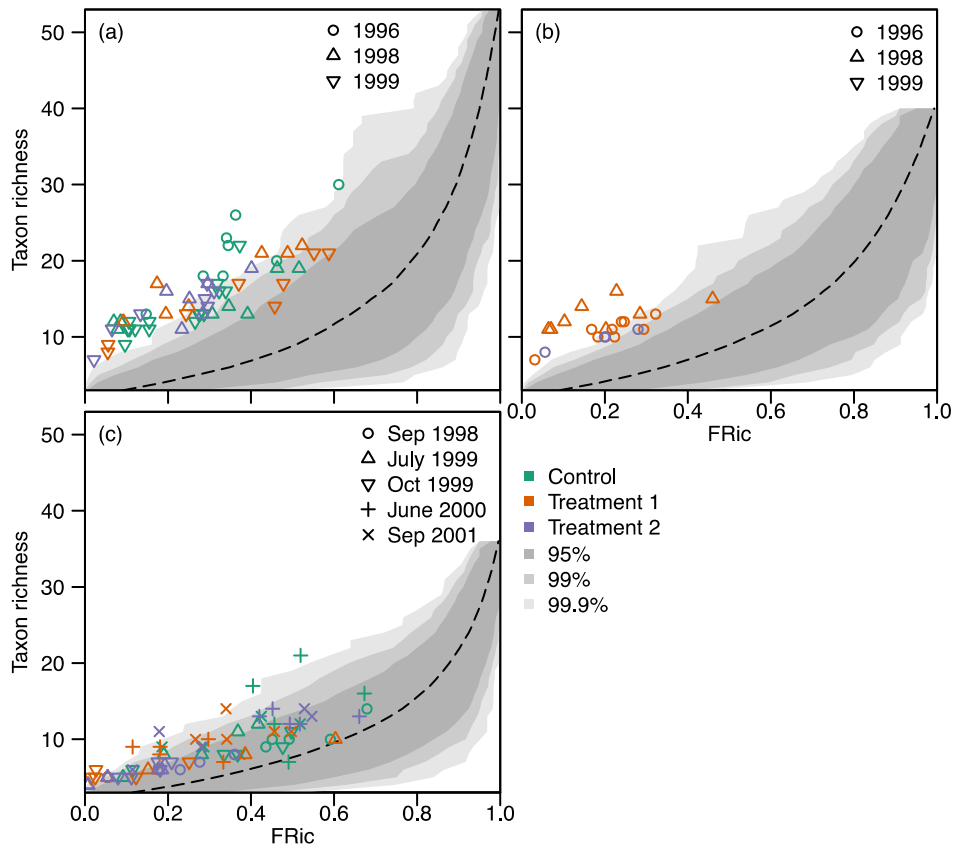 (a)
1996
1998
1999
50
40
30
20
10
Taxon richness
(b)
1996
1998
1999
0.0 0.2 0.4 0.6 0.8 1.0
FRic
(c)
Sep 1998
July 1999
Oct 1999
June 2000
Sep 2001
50
40
30
20
10
Taxon richness
0.0 0.2 0.4 0.6 0.8 1.0
FRic
Control
Treatment 1
Treatment 2
95%
99%
99.9%